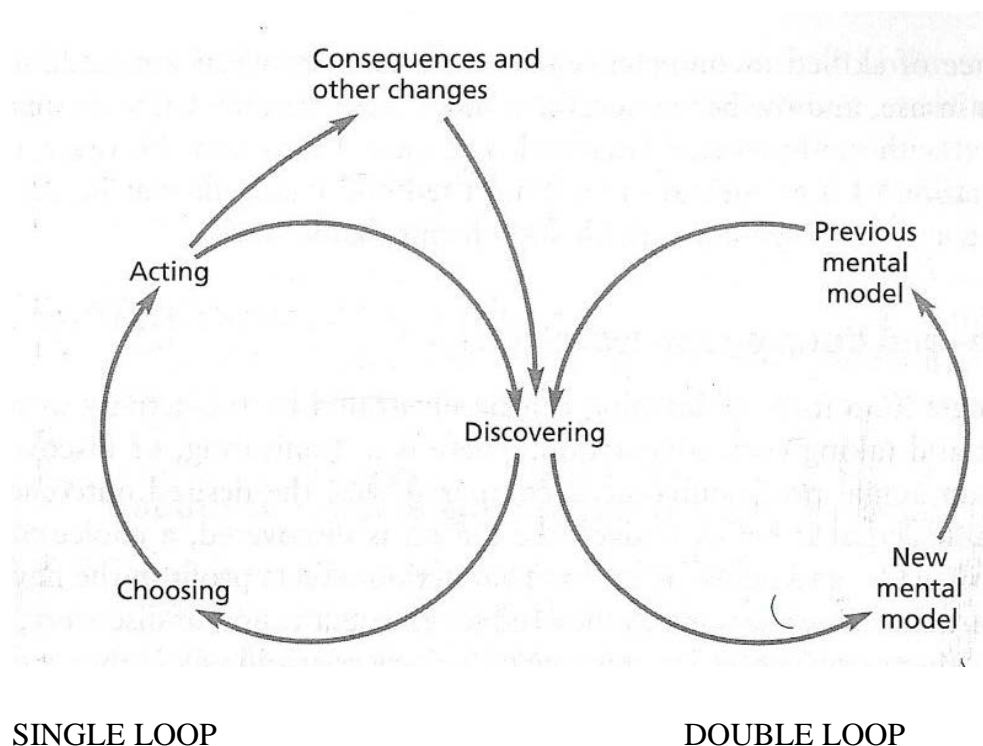 Consequences and
other changes
Acting
Previous
mental
model
Discovering
Choosing
New
mental
model
SINGLE LOOP
DOUBLE LOOP